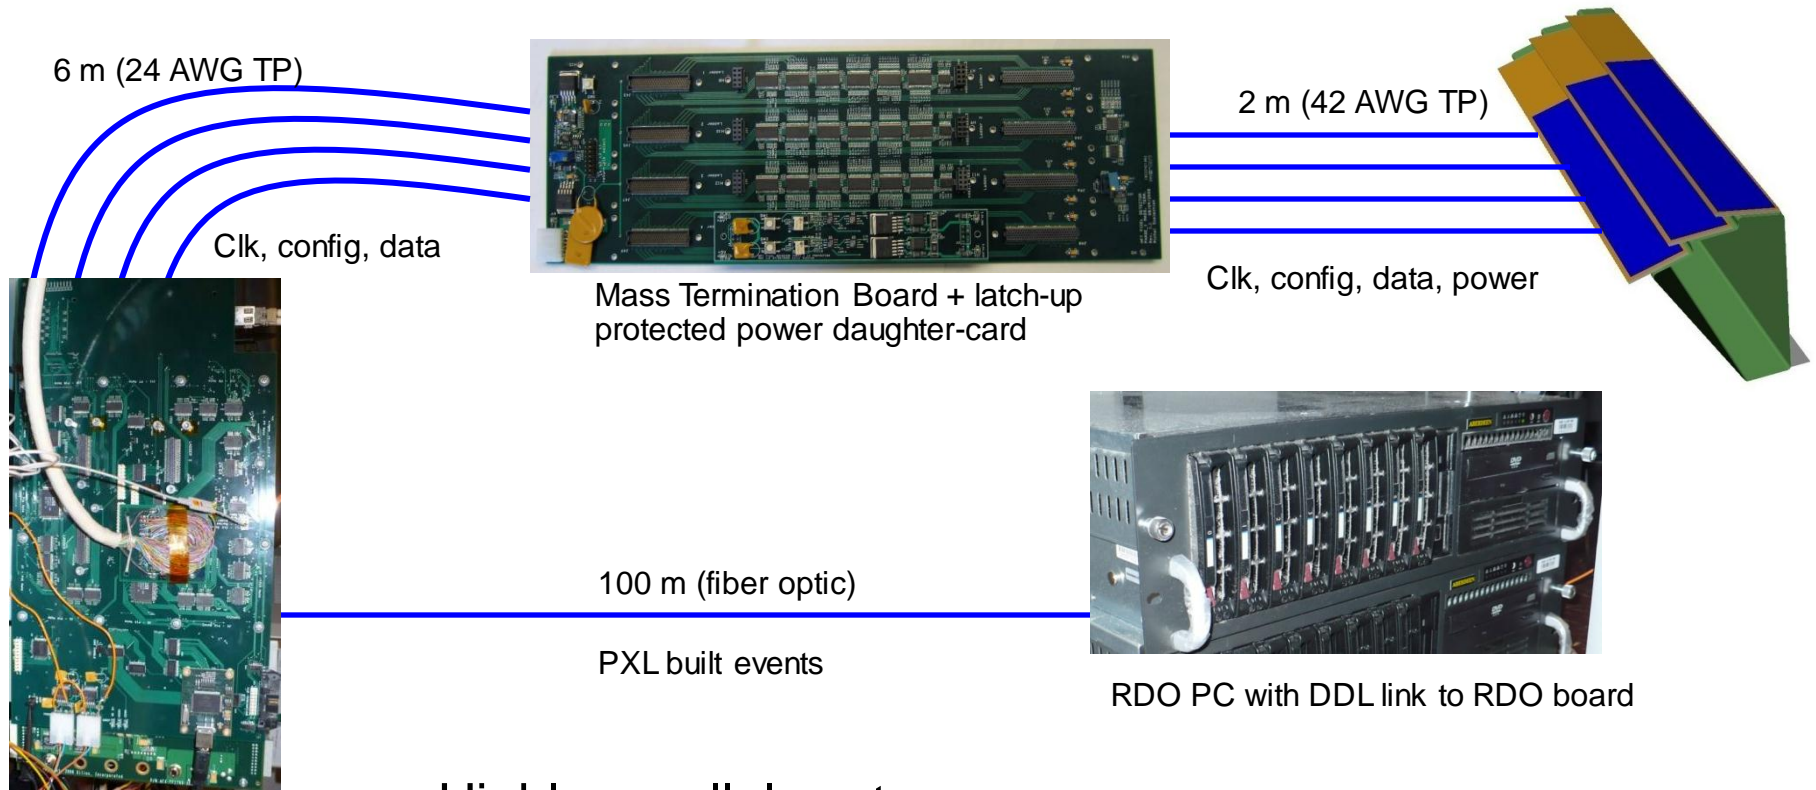 6 m (24 AWG TP)
2 m (42 AWG TP)
Clk, config, data
Mass Termination Board + latch-up
protected power daughter-card
Clk, config, data, power
100 m (fiber optic)
PXL built events
RDO PC with DDL link to RDO board